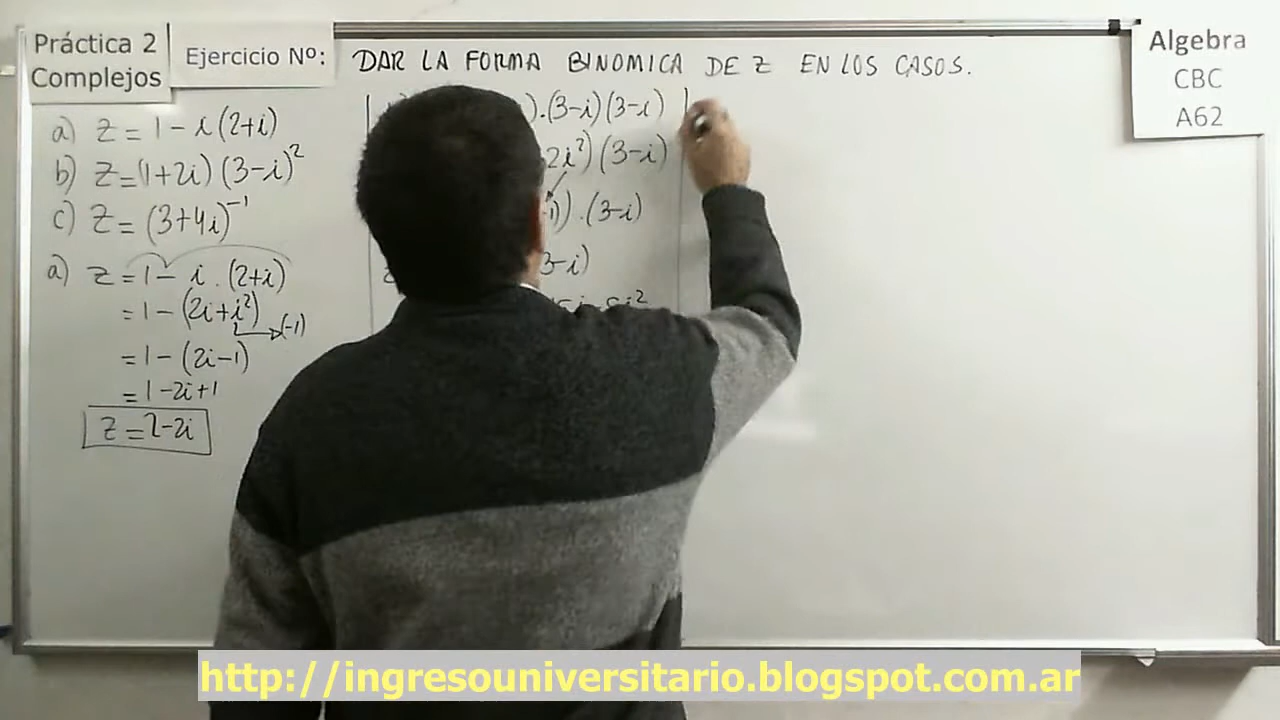 Práctica 2
Complejos
Ejercicio Nº:
DAR LA FORMA BINOMICA DE Z EN LOS CASOS.
Algebra
CBC
A62
a) Z = 1 - i (2+i)
b) Z = (1+2i) (3-i)²
c) Z = (3+4i)⁻¹
a) Z = 1 - i . (2+i)
= 1 - (2i + i²)
(-1)
= 1 - (2i - 1)
= 1 - 2i + 1
Z = 2 - 2i
).(3-i)(3-i)
2i²)(3-i)
)).(3-i)
3-i)
http://ingresouniversitario.blogspot.com.ar